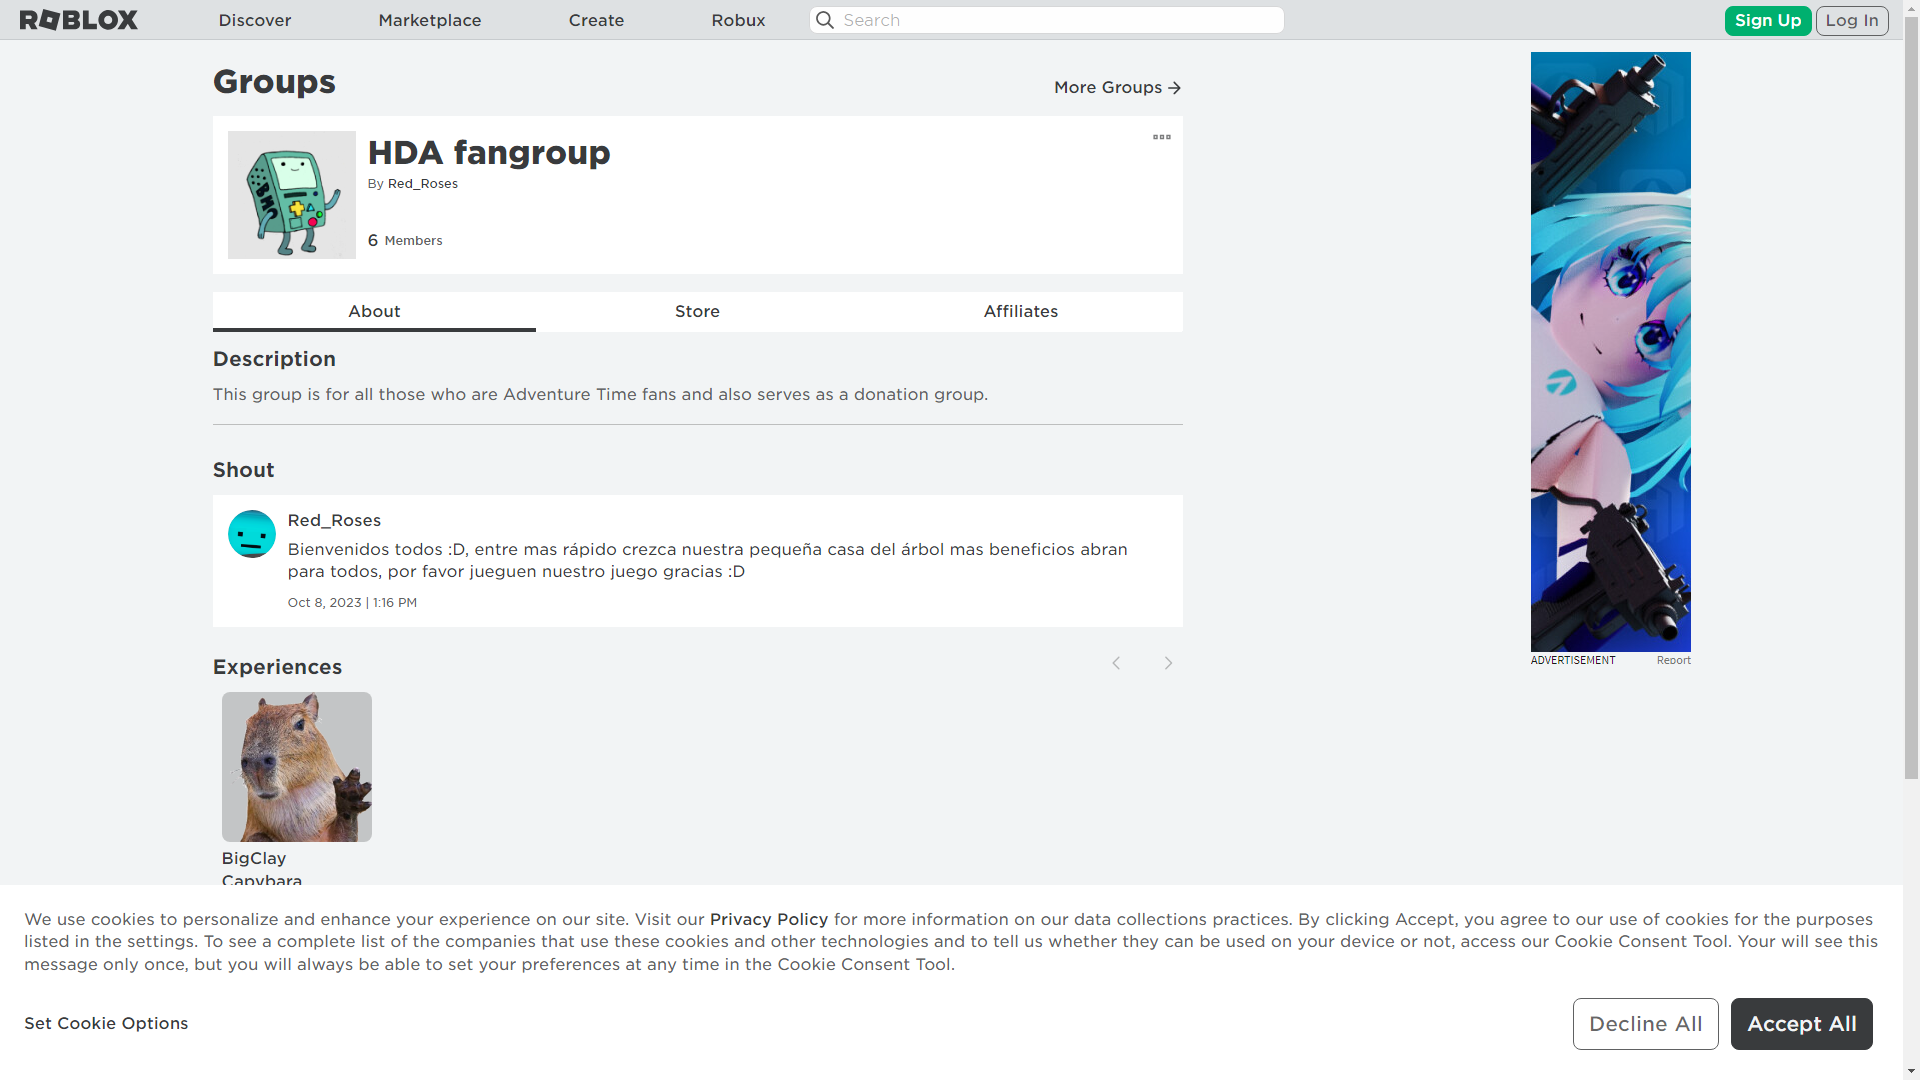 ROBLOX
Discover
Marketplace
Create
Robux
Search
Sign Up
Log In
Groups
More Groups
HDA fangroup
By Red_Roses
6 Members
BMO
About
Store
Affiliates
Description
This group is for all those who are Adventure Time fans and also serves as a donation group.
Shout
Red_Roses
Bienvenidos todos :D, entre mas rápido crezca nuestra pequeña casa del árbol mas beneficios abran
para todos, por favor jueguen nuestro juego gracias :D
Oct 8, 2023 | 1:16 PM
ADVERTISEMENT
Report
Experiences
BigClay
Capybara
We use cookies to personalize and enhance your experience on our site. Visit our Privacy Policy for more information on our data collections practices. By clicking Accept, you agree to our use of cookies for the purposes
listed in the settings. To see a complete list of the companies that use these cookies and other technologies and to tell us whether they can be used on your device or not, access our Cookie Consent Tool. Your will see this
message only once, but you will always be able to set your preferences at any time in the Cookie Consent Tool.
Set Cookie Options
Decline All
Accept All